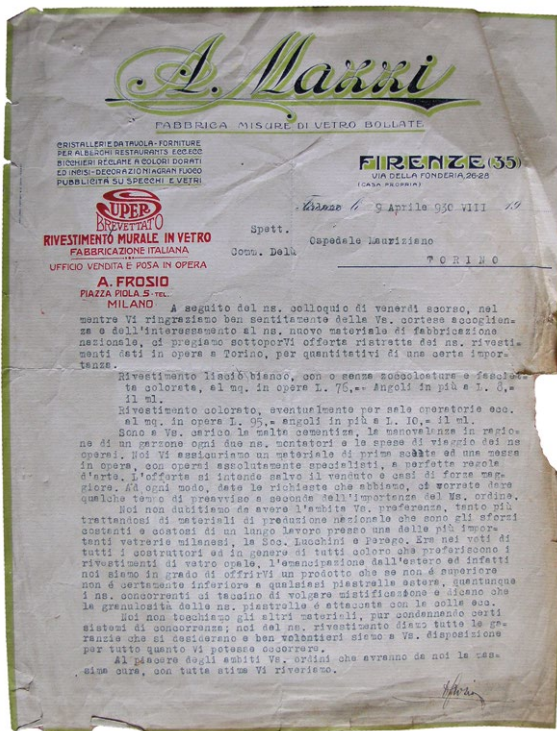 A. Mazzi
FABBRICA MISURE DI VETRO BOLLATE
CRISTALLERIE DA TAVOLA-FORNITURE
PER ALBERGHI RESTAURANTS ECC.ECC
BICCHIERI RÉCLAME A COLORI DORATI
ED INCISI-DECORAZIONI A GRAN FUOCO
PUBBLICITÀ SU SPECCHI E VETRI
FIRENZE (35)
VIA DELLA FONDERIA, 26-28
(CASA PROPRIA)
SUPER
BREVETTATO
RIVESTIMENTO MURALE IN VETRO
FABBRICAZIONE ITALIANA
UFFICIO VENDITA E POSA IN OPERA
A. FROSIO
PIAZZA PIOLA 5 - TEL.
MILANO
9 Aprile 930 VIII
Spett. Ospedale Mauriziano
Comm. Della
TORINO
A seguito del ns. colloquio di venerdi scorso, nel
mentre Vi ringraziamo ben sentitamente della Vs. cortese accoglien=
za e dell'interessamento al ns. nuovo materiale di fabbricazione
nazionale, ci pregiamo sottoporVi offerta ristretta dei ns. rivesti=
menti dati in opera a Torino, per quantitativi di una certa impor=
tanza.
Rivestimento liscio bianco, con o senza zoccolatura e fascia=
ta colorata, al mq. in opera L. 76,= Angoli in più a L. 8,=
il ml.
Rivestimento colorato, eventualmente per sale operatorie ecc.
al mq. in opera L. 95,= angoli in più a L. 10,= il ml.
Sono a Vs. carico la malta cementizia, la manovalanza in ragio=
ne di un garzone ogni due ns. montatori e le spese di viaggio dei ns
operai. Noi Vi assicuriamo un materiale di prima scelta ed una messa
in opera, con operai assolutamente specialisti, a perfetta regola
d'arte. L'offerta si intende salvo il venduto e casi di forza mag=
giore. Ad ogni modo, date le richieste che abbiamo, ci vorrete dare
qualche tempo di preavviso a seconda dell'importanza del Vs. ordine.
Noi non dubitiamo da avere l'ambita Vs. preferenza, tanto più
trattandosi di materiali di produzione nazionale che sono gli sforzi
costanti e costosi di un lungo lavoro presso una delle più impor=
tanti vetrerie milanesi, la Soc. Lucchini e Perego. Era nei voti di
tutti i costruttori ed in genere di tutti coloro che preferiscono i
rivestimenti di vetro opale, l'emancipazione dall'estero ed infatti
noi siamo in grado di offrirVi un prodotto che se non è superiore
non é certamente inferiore a qualsiasi piastrella estera, quantunque
i ns. concorrenti ci taccino di volgare mistificazione e dicano che
la granulosità delle ns. piastrelle é attaccata con le colle ecc.
Noi non tocchiamo gli altri materiali, pur condannando certi
sistemi di concorrenza; noi del ns. rivestimento diamo tutte le ga=
ranzie che si desiderano e ben volontieri siamo a Vs. disposizione
per tutto quanto Vi potesse occorrere.
Al piacere degli ambiti Vs. ordini che avranno da noi la mas=
sima cura, con tutta stima Vi riveriamo.